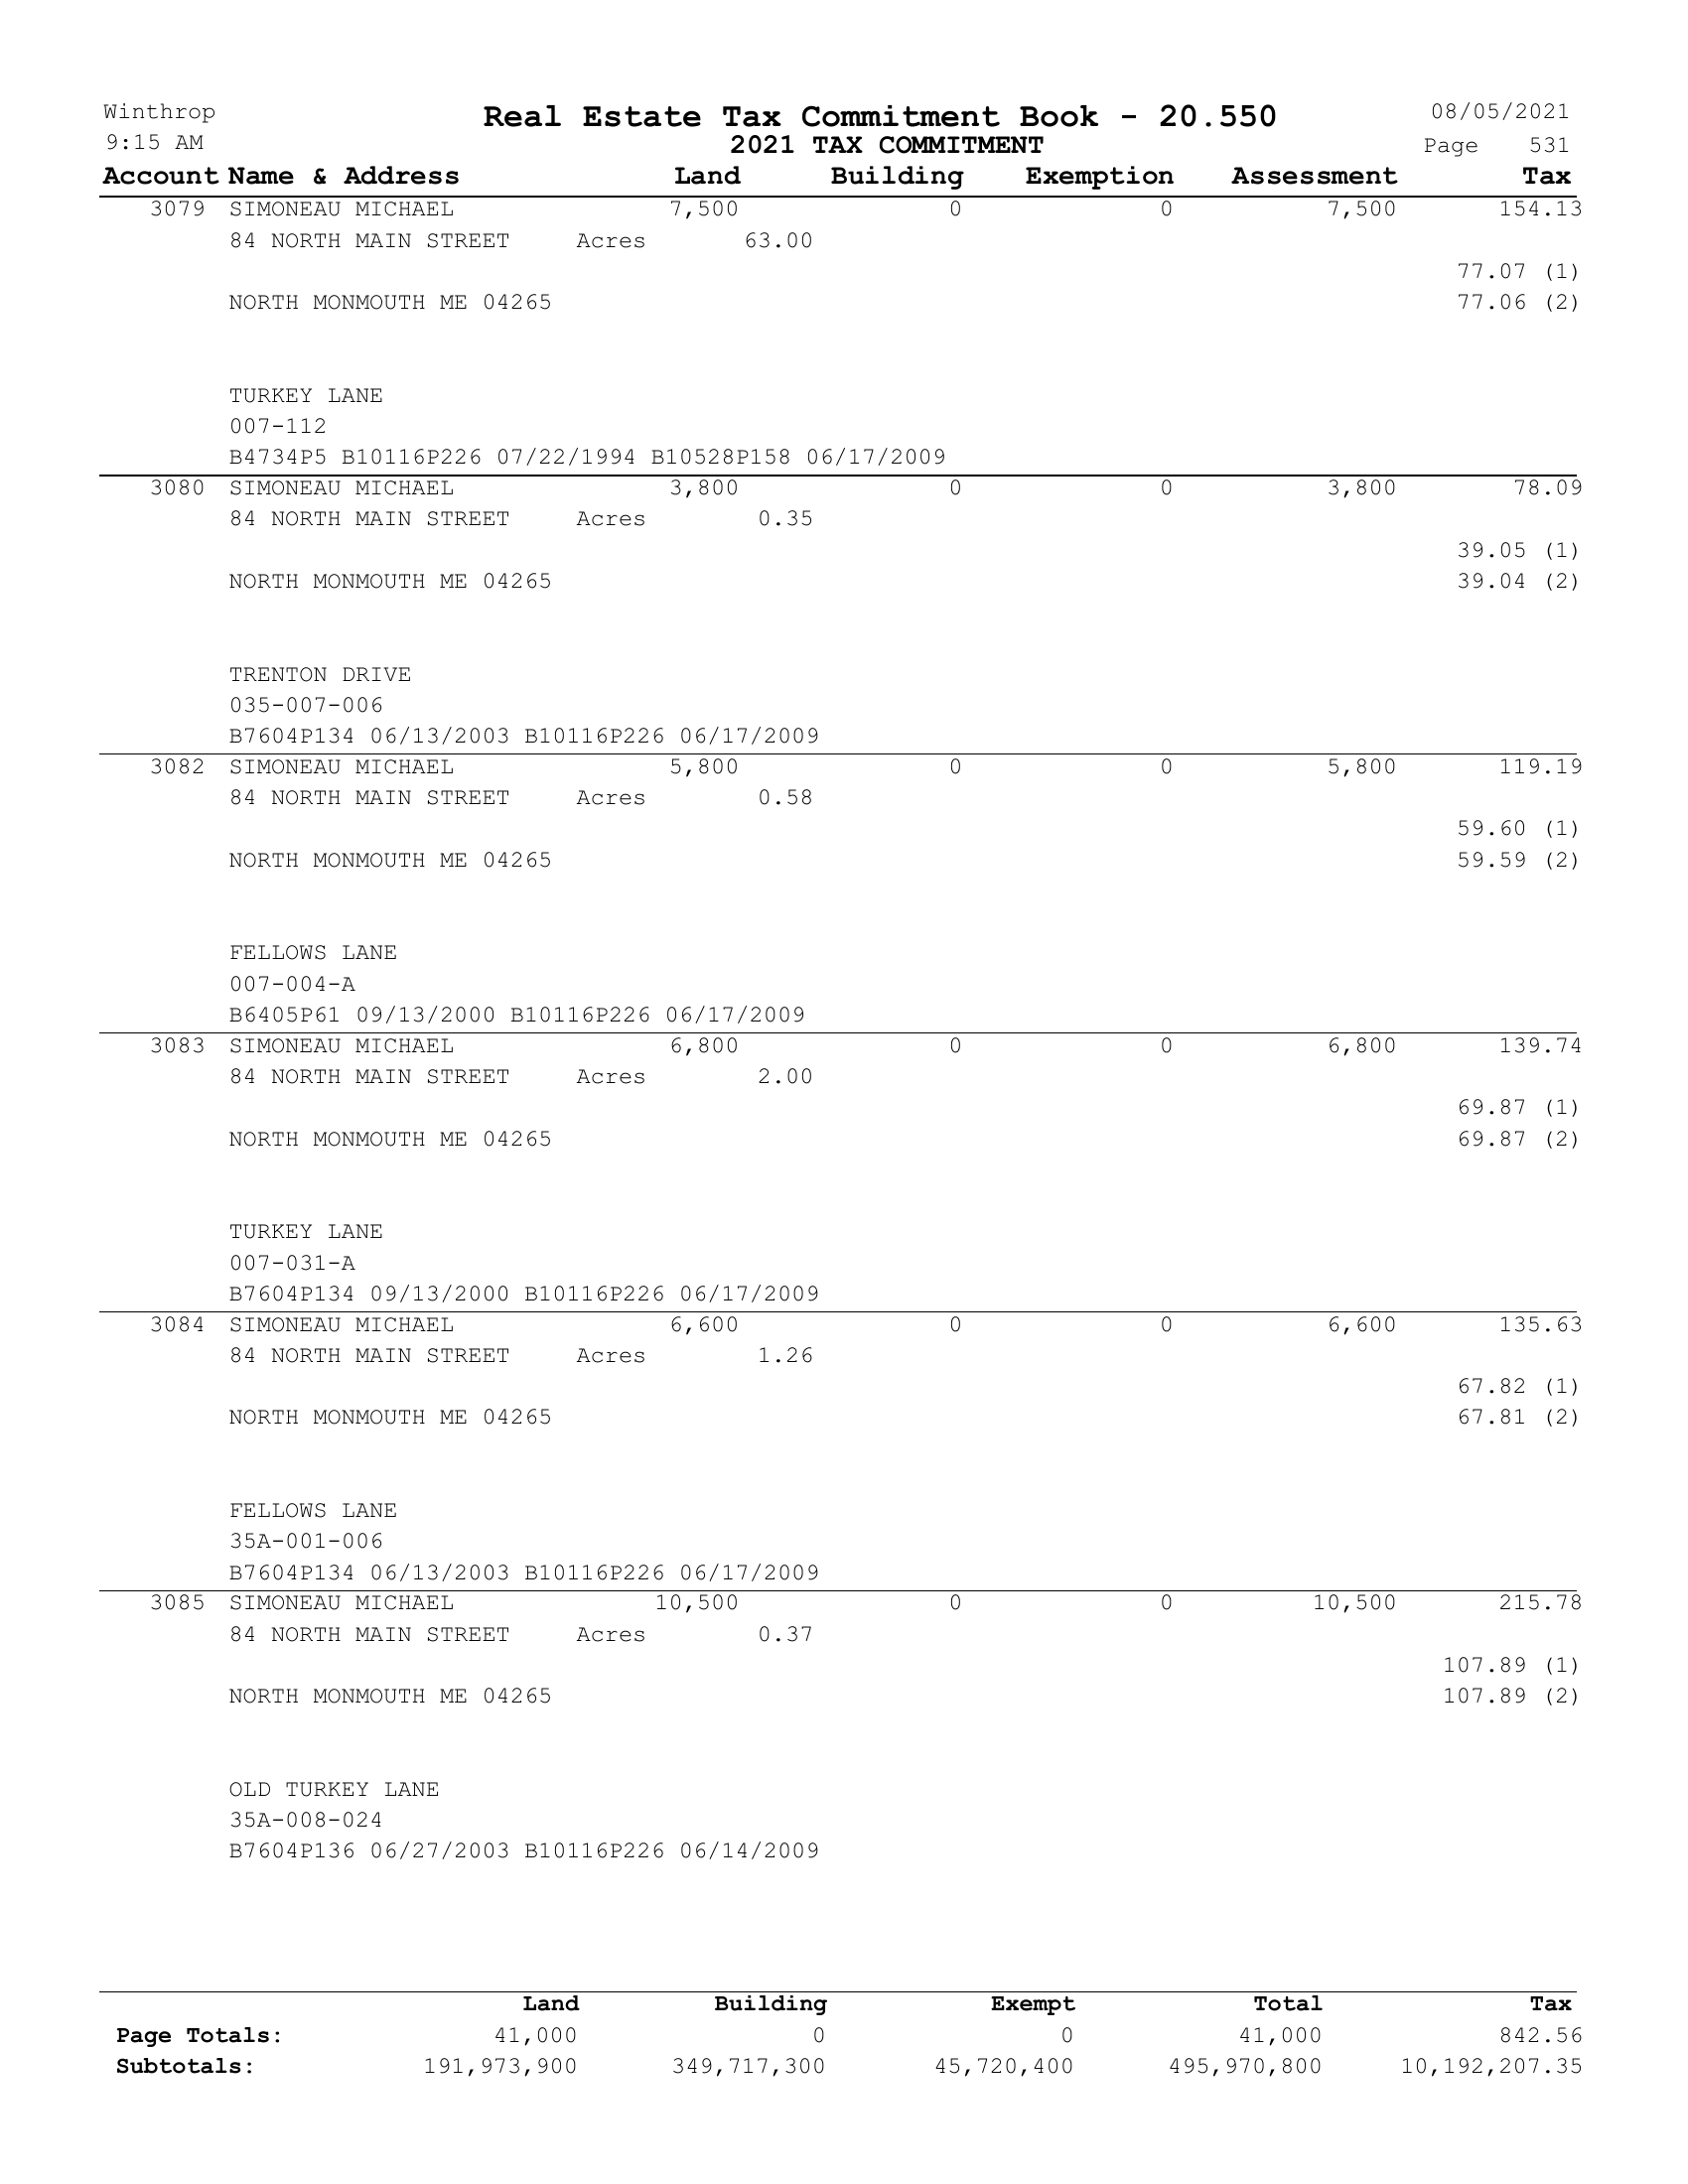 Winthrop Real Estate Tax Commitment Book - 20.550 08/05/2021
9:15 AM 2021 TAX COMMITMENT Page 531
Account Name & Address Land Building Exemption Assessment Tax
3079 SIMONEAU MICHAEL 7,500 0 0 7,500 154.13
84 NORTH MAIN STREET Acres 63.00
77.07 (1)
NORTH MONMOUTH ME 04265 77.06 (2)
TURKEY LANE
007-112
B4734P5 B10116P226 07/22/1994 B10528P158 06/17/2009
3080 SIMONEAU MICHAEL 3,800 0 0 3,800 78.09
84 NORTH MAIN STREET Acres 0.35
39.05 (1)
NORTH MONMOUTH ME 04265 39.04 (2)
TRENTON DRIVE
035-007-006
B7604P134 06/13/2003 B10116P226 06/17/2009
3082 SIMONEAU MICHAEL 5,800 0 0 5,800 119.19
84 NORTH MAIN STREET Acres 0.58
59.60 (1)
NORTH MONMOUTH ME 04265 59.59 (2)
FELLOWS LANE
007-004-A
B6405P61 09/13/2000 B10116P226 06/17/2009
3083 SIMONEAU MICHAEL 6,800 0 0 6,800 139.74
84 NORTH MAIN STREET Acres 2.00
69.87 (1)
NORTH MONMOUTH ME 04265 69.87 (2)
TURKEY LANE
007-031-A
B7604P134 09/13/2000 B10116P226 06/17/2009
3084 SIMONEAU MICHAEL 6,600 0 0 6,600 135.63
84 NORTH MAIN STREET Acres 1.26
67.82 (1)
NORTH MONMOUTH ME 04265 67.81 (2)
FELLOWS LANE
35A-001-006
B7604P134 06/13/2003 B10116P226 06/17/2009
3085 SIMONEAU MICHAEL 10,500 0 0 10,500 215.78
84 NORTH MAIN STREET Acres 0.37
107.89 (1)
NORTH MONMOUTH ME 04265 107.89 (2)
OLD TURKEY LANE
35A-008-024
B7604P136 06/27/2003 B10116P226 06/14/2009
Land Building Exempt Total Tax
Page Totals: 41,000 0 0 41,000 842.56
Subtotals: 191,973,900 349,717,300 45,720,400 495,970,800 10,192,207.35